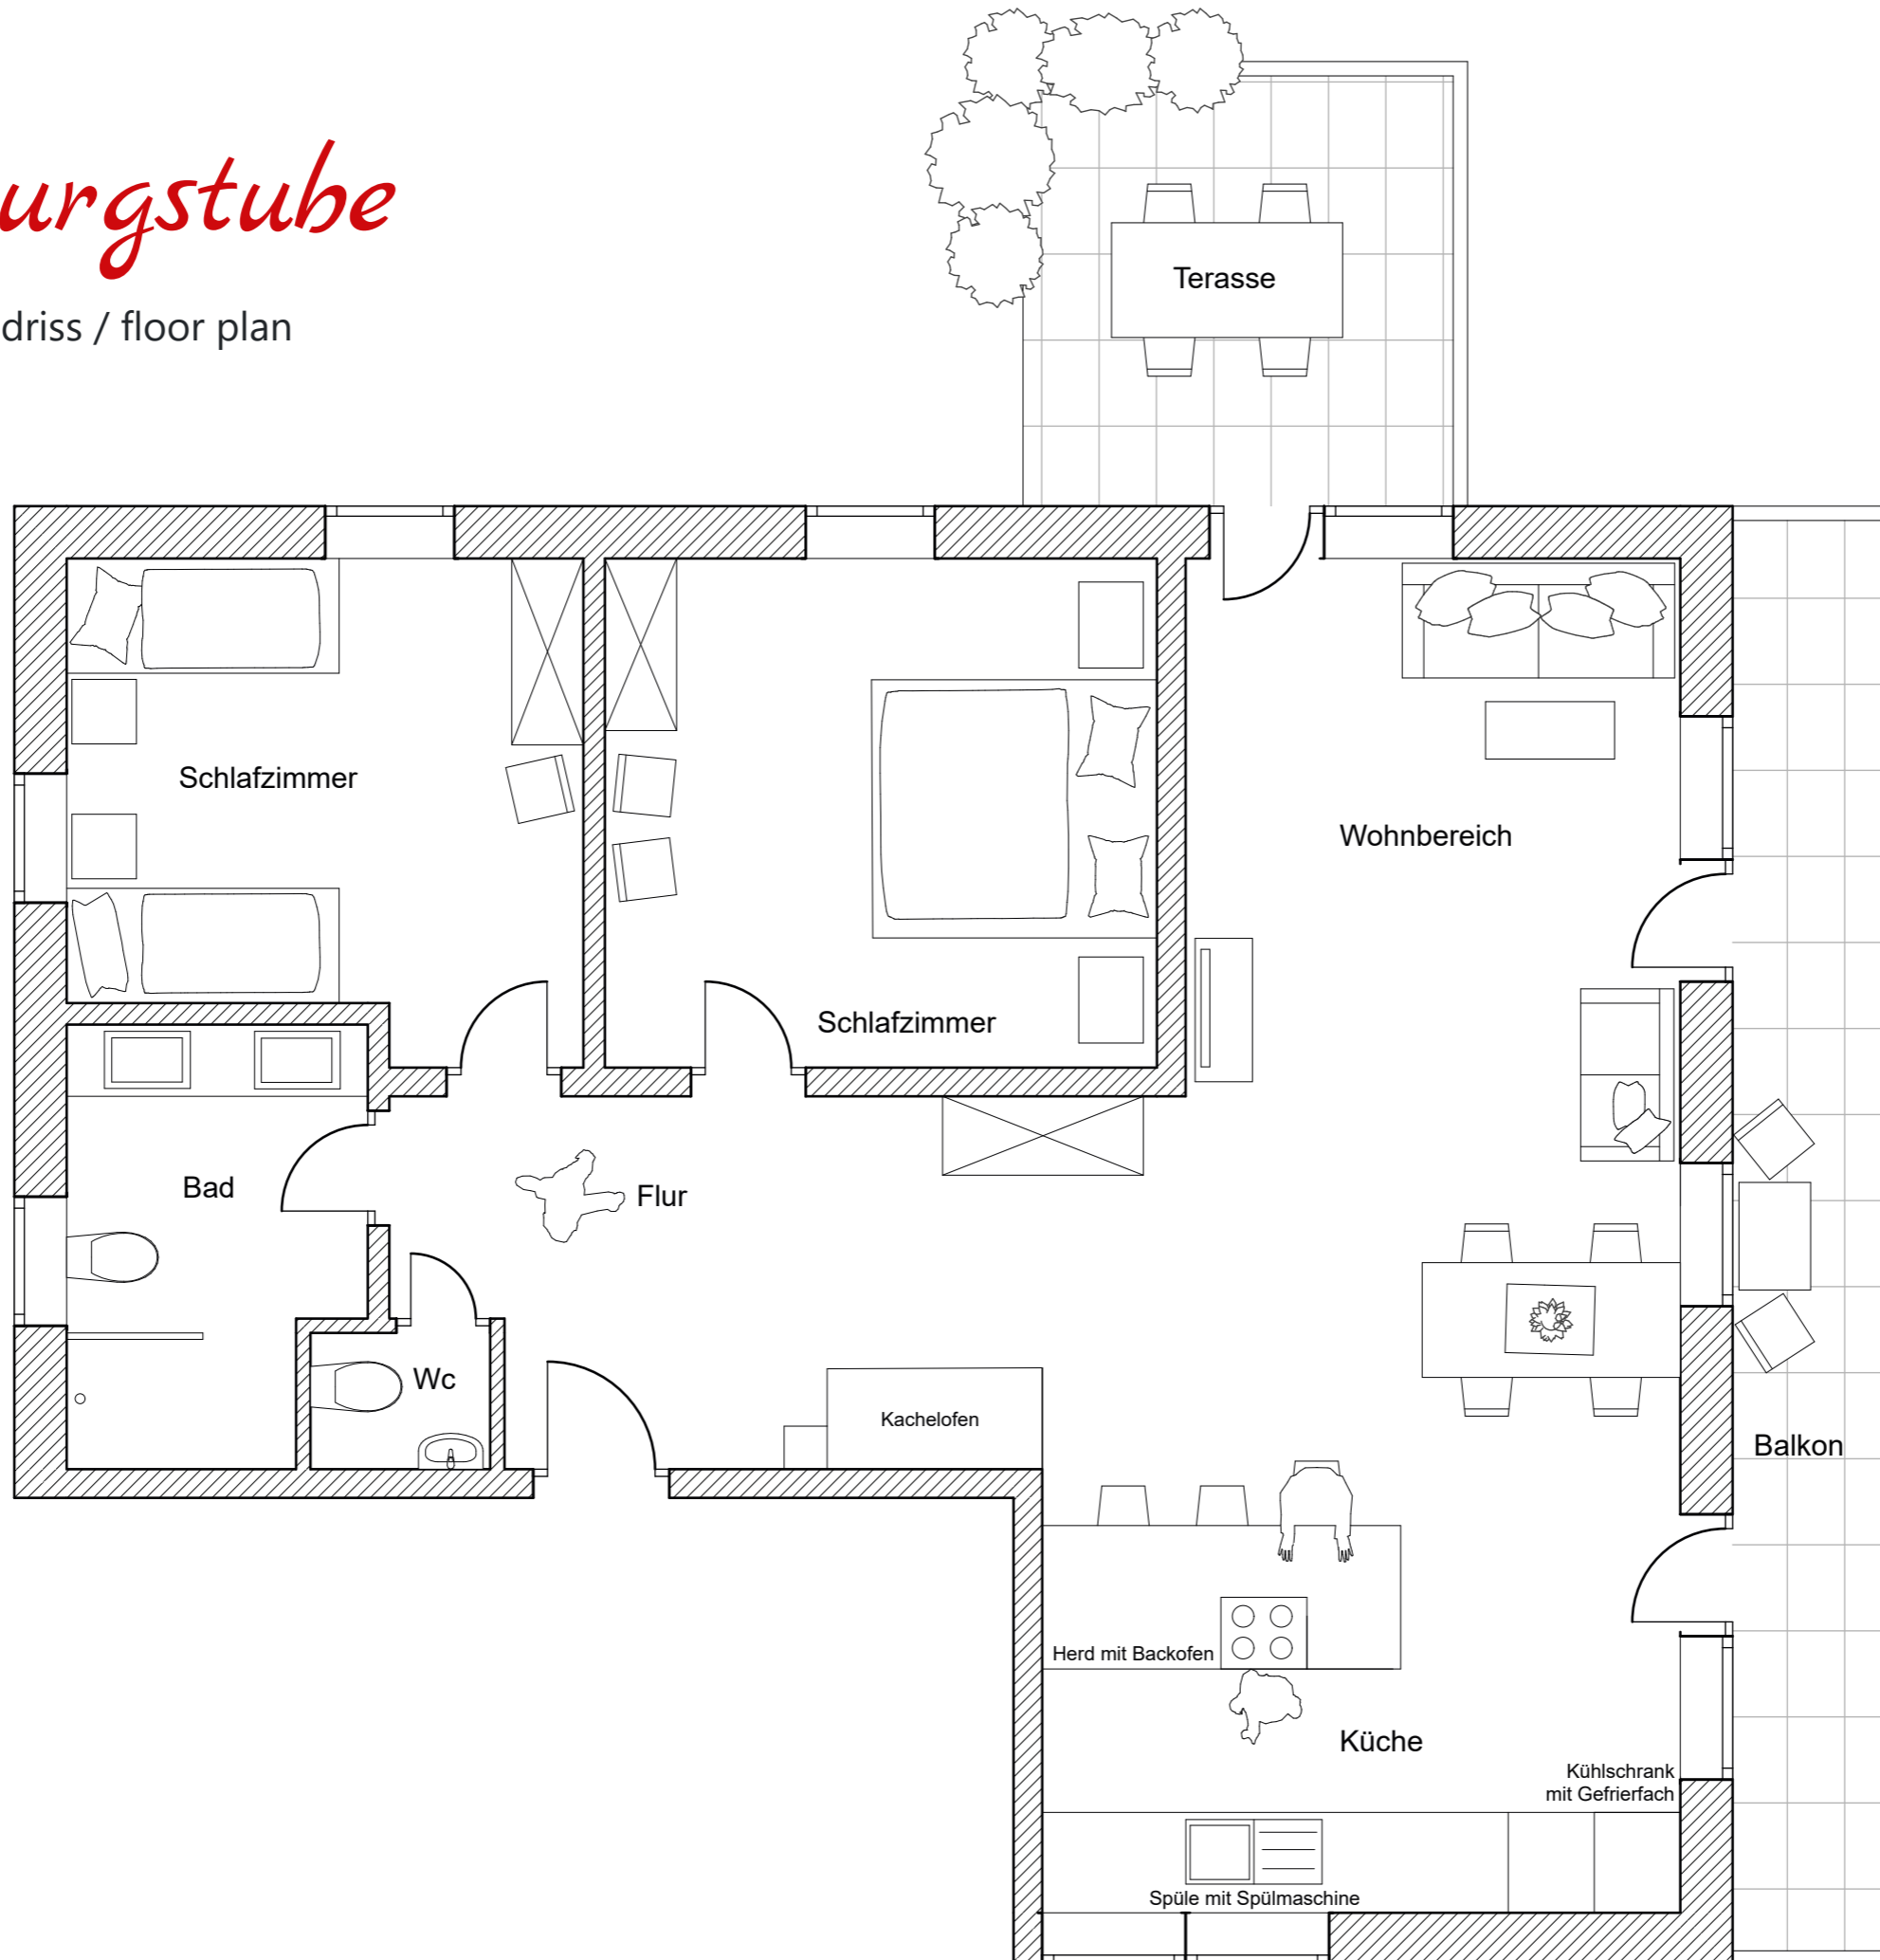 urgstube
driss / floor plan
Terasse
Schlafzimmer
Wohnbereich
Schlafzimmer
Bad
Flur
Wc
Kachelofen
Balkon
Herd mit Backofen
Küche
Kühlschrank
mit Gefrierfach
Spüle mit Spülmaschine